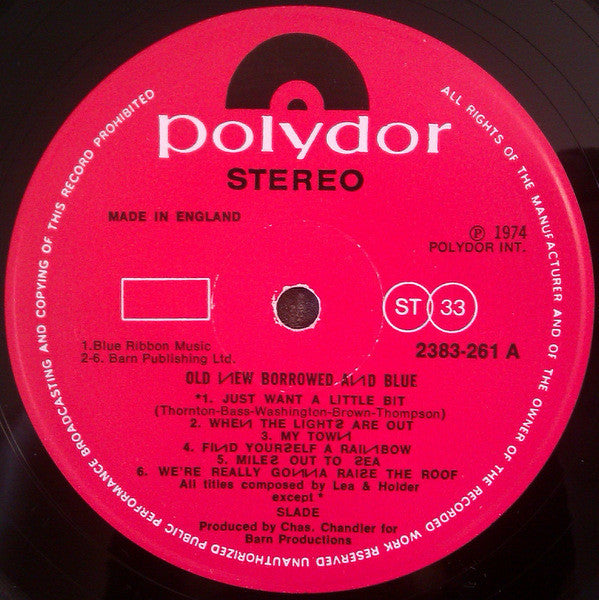 polydor
STEREO
MADE IN ENGLAND
℗ 1974
POLYDOR INT.
ST 33
1.Blue Ribbon Music
2-6. Barn Publishing Ltd.
2383-261 A
OLD NEW BORROWED AND BLUE
*1. JUST WANT A LITTLE BIT
(Thornton-Bass-Washington-Brown-Thompson)
2. WHEN THE LIGHTS ARE OUT
3. MY TOWN
4. FIND YOURSELF A RAINBOW
5. MILES OUT TO SEA
6. WE'RE REALLY GONNA RAISE THE ROOF
All titles composed by Lea & Holder
except *
SLADE
Produced by Chas. Chandler for
Barn Productions
ALL RIGHTS OF THE MANUFACTURER AND OF THE OWNER OF THE RECORDED WORK RESERVED UNAUTHORIZED PUBLIC PERFORMANCE BROADCASTING AND COPYING OF THIS RECORD PROHIBITED